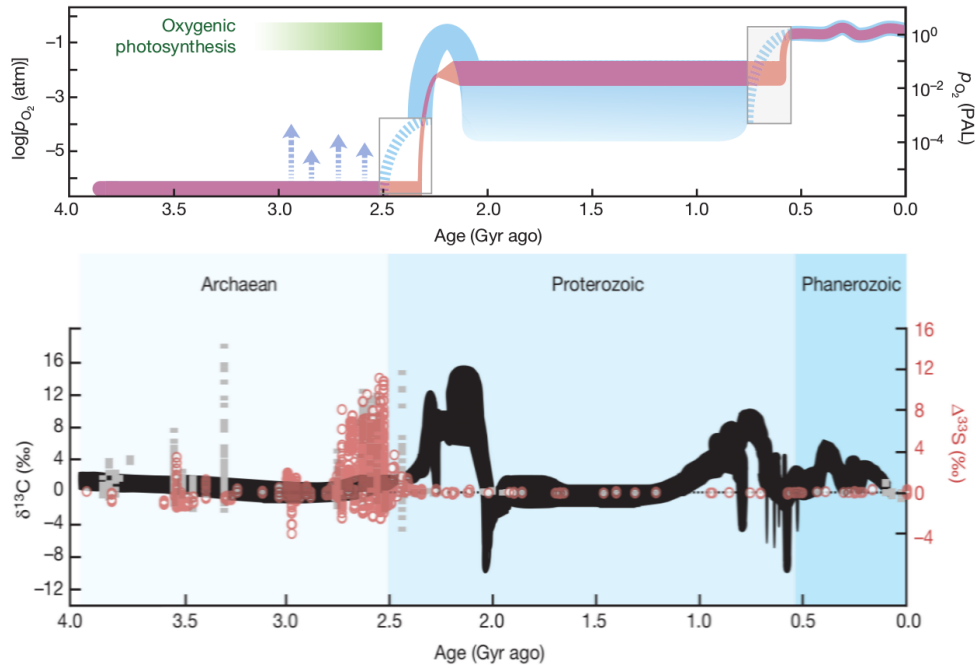 Oxygenic
photosynthesis
log[pO₂ (atm)]
−1
−3
−5
10⁰
10⁻²
10⁻⁴
pO₂ (PAL)
4.0 3.5 3.0 2.5 2.0 1.5 1.0 0.5 0.0
Age (Gyr ago)
Archaean Proterozoic Phanerozoic
δ¹³C (‰)
16
12
8
4
0
−4
−8
−12
16
12
8
4
0
−4
Δ³³S (‰)
4.0 3.5 3.0 2.5 2.0 1.5 1.0 0.5 0.0
Age (Gyr ago)